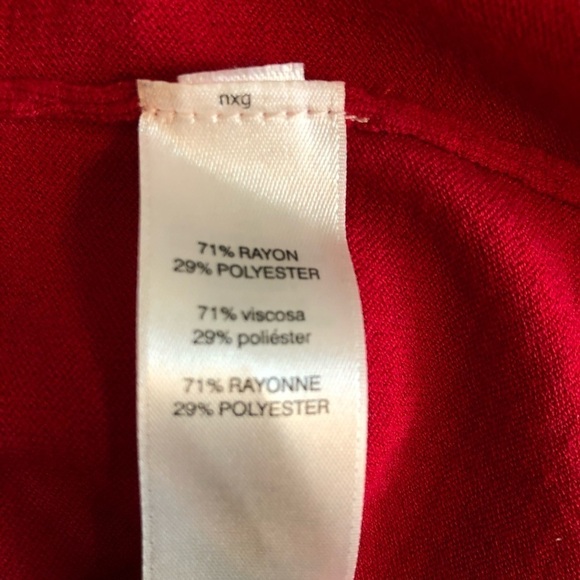 nxg
71% RAYON
29% POLYESTER
71% viscosa
29% poliéster
71% RAYONNE
29% POLYESTER